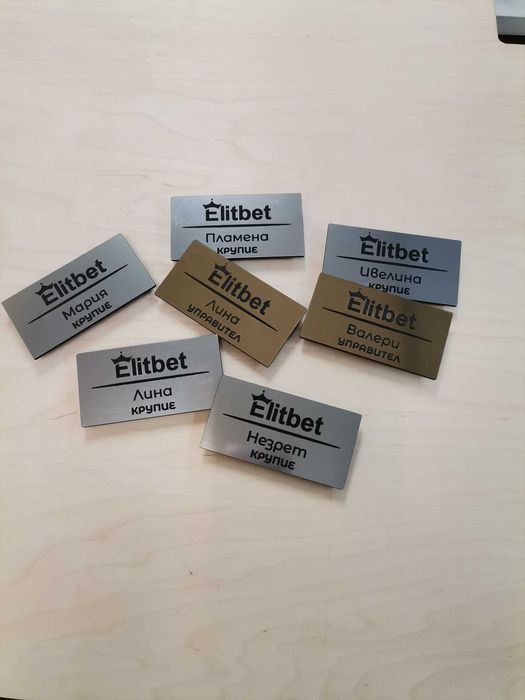 Elitbet
Пламена
КРУПИЕ
Elitbet
Ивелина
КРУПИЕ
Elitbet
Мария
КРУПИЕ
Elitbet
Лина
УПРАВИТЕЛ
Elitbet
Валери
УПРАВИТЕЛ
Elitbet
Лина
КРУПИЕ
Elitbet
Незрет
КРУПИЕ